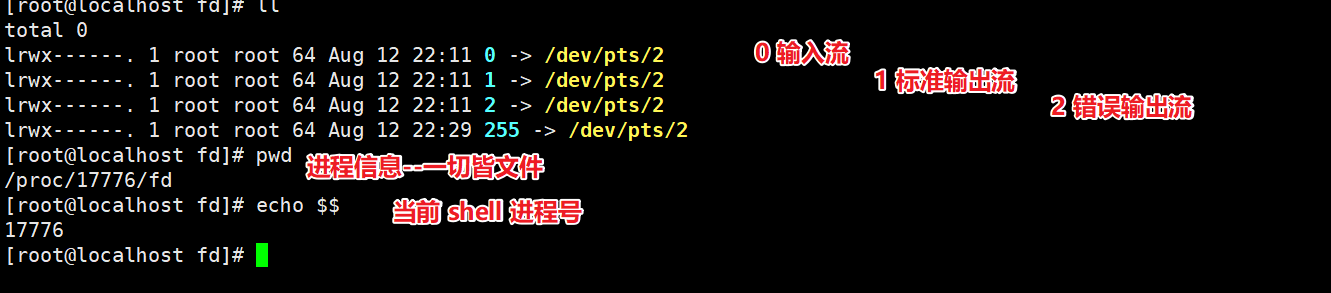 [root@localhost fd]# ll
total 0
lrwx------. 1 root root 64 Aug 12 22:11 0 -> /dev/pts/2 0 输入流
lrwx------. 1 root root 64 Aug 12 22:11 1 -> /dev/pts/2 1 标准输出流
lrwx------. 1 root root 64 Aug 12 22:11 2 -> /dev/pts/2 2 错误输出流
lrwx------. 1 root root 64 Aug 12 22:29 255 -> /dev/pts/2
[root@localhost fd]# pwd 进程信息--一切皆文件
/proc/17776/fd
[root@localhost fd]# echo $$ 当前 shell 进程号
17776
[root@localhost fd]#